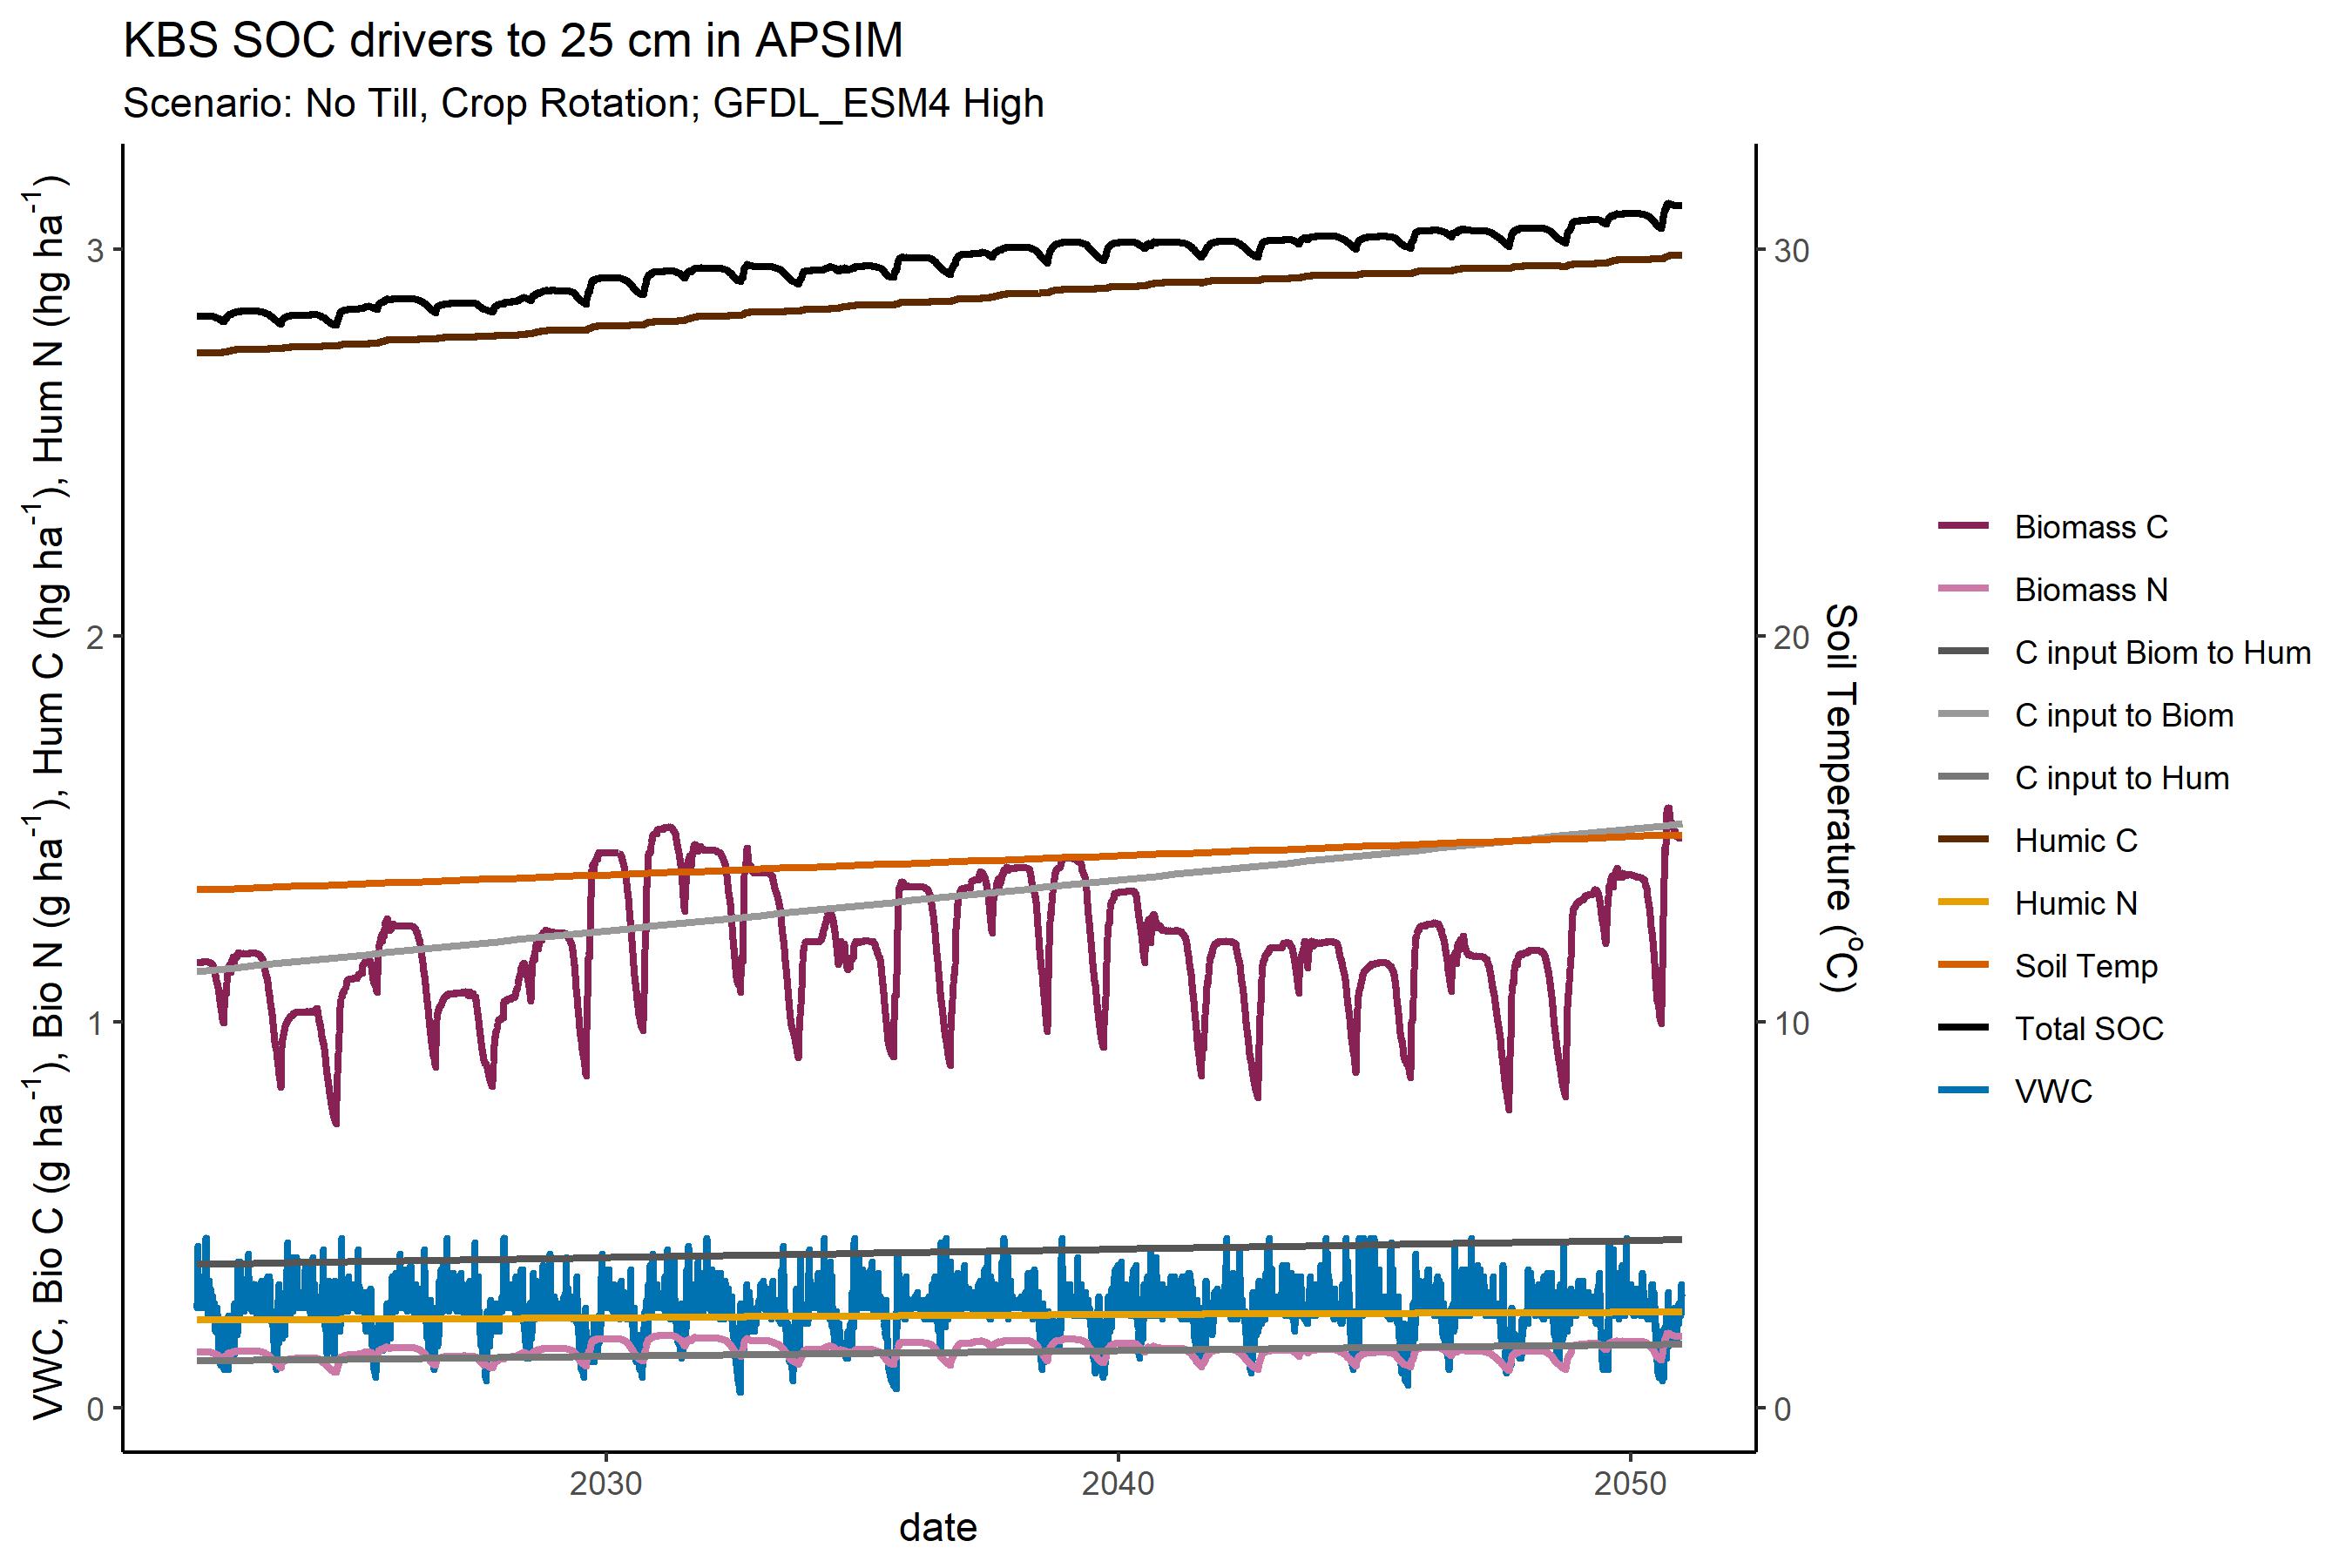 KBS SOC drivers to 25 cm in APSIM
Scenario: No Till, Crop Rotation; GFDL_ESM4 High
VWC, Bio C (g ha⁻¹), Bio N (g ha⁻¹), Hum C (hg ha⁻¹), Hum N (hg ha⁻¹)
3
2
1
0
30
20
10
0
Soil Temperature (°C)
2030
2040
2050
date
Biomass C
Biomass N
C input Biom to Hum
C input to Biom
C input to Hum
Humic C
Humic N
Soil Temp
Total SOC
VWC